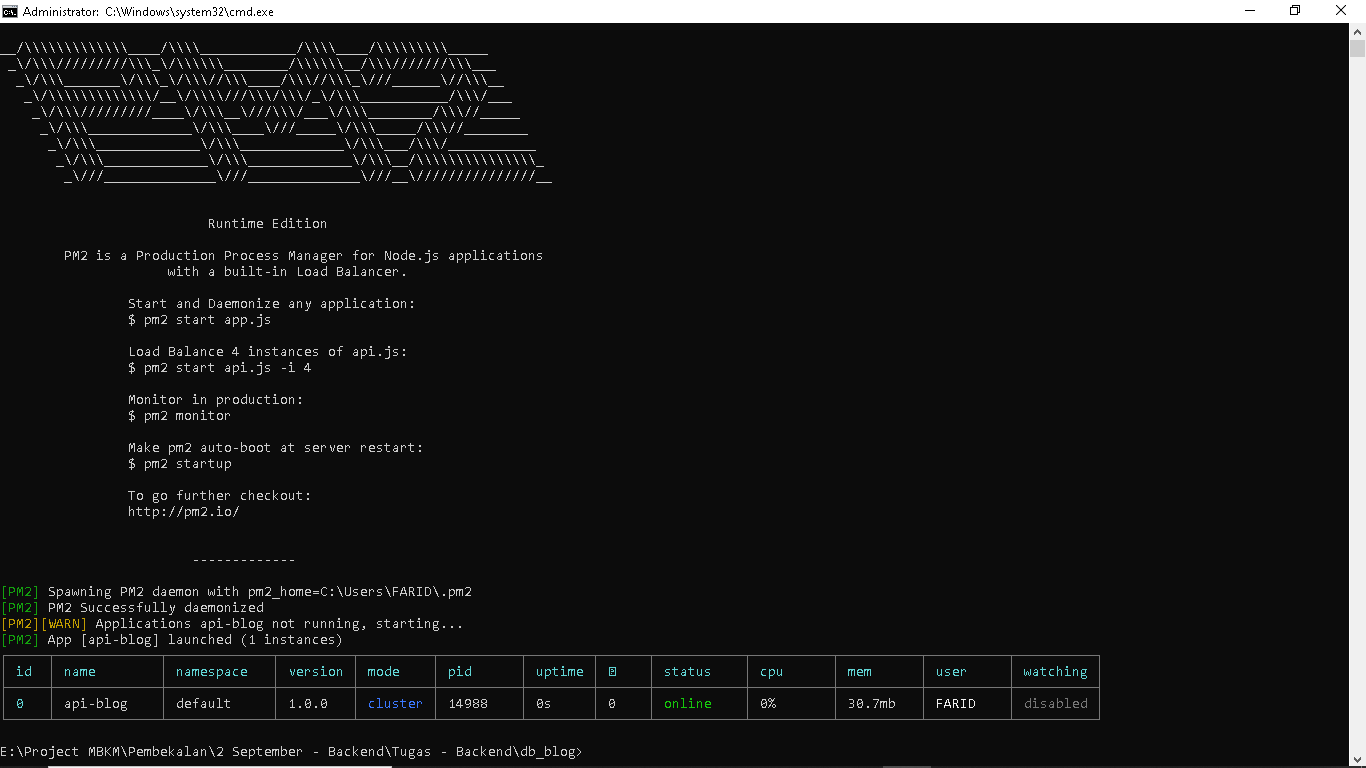 Administrator: C:\Windows\system32\cmd.exe
__/\\\\\\\\\\\\\____/\\\\____________/\\\\____/\\\\\\\\\_____
 _\/\\\/////////\\\_\/\\\\\\________/\\\\\\__/\\\///////\\\___
  _\/\\\_______\/\\\_\/\\\//\\\____/\\\//\\\_\///______\//\\\__
   _\/\\\\\\\\\\\\\/__\/\\\\///\\\/\\\/_\/\\\___________/\\\/___
    _\/\\\/////////____\/\\\__\///\\\/___\/\\\________/\\\//_____
     _\/\\\_____________\/\\\____\///_____\/\\\_____/\\\//________
      _\/\\\_____________\/\\\_____________\/\\\___/\\\/___________
       _\/\\\_____________\/\\\_____________\/\\\__/\\\\\\\\\\\\\\\_
        _\///______________\///______________\///__\///////////////__
Runtime Edition
PM2 is a Production Process Manager for Node.js applications
with a built-in Load Balancer.
Start and Daemonize any application:
$ pm2 start app.js
Load Balance 4 instances of api.js:
$ pm2 start api.js -i 4
Monitor in production:
$ pm2 monitor
Make pm2 auto-boot at server restart:
$ pm2 startup
To go further checkout:
http://pm2.io/
-------------
[PM2] Spawning PM2 daemon with pm2_home=C:\Users\FARID\.pm2
[PM2] PM2 Successfully daemonized
[PM2][WARN] Applications api-blog not running, starting...
[PM2] App [api-blog] launched (1 instances)
id name namespace version mode pid uptime status cpu mem user watching
0 api-blog default 1.0.0 cluster 14988 0s 0 online 0% 30.7mb FARID disabled
E:\Project MBKM\Pembekalan\2 September - Backend\Tugas - Backend\db_blog>